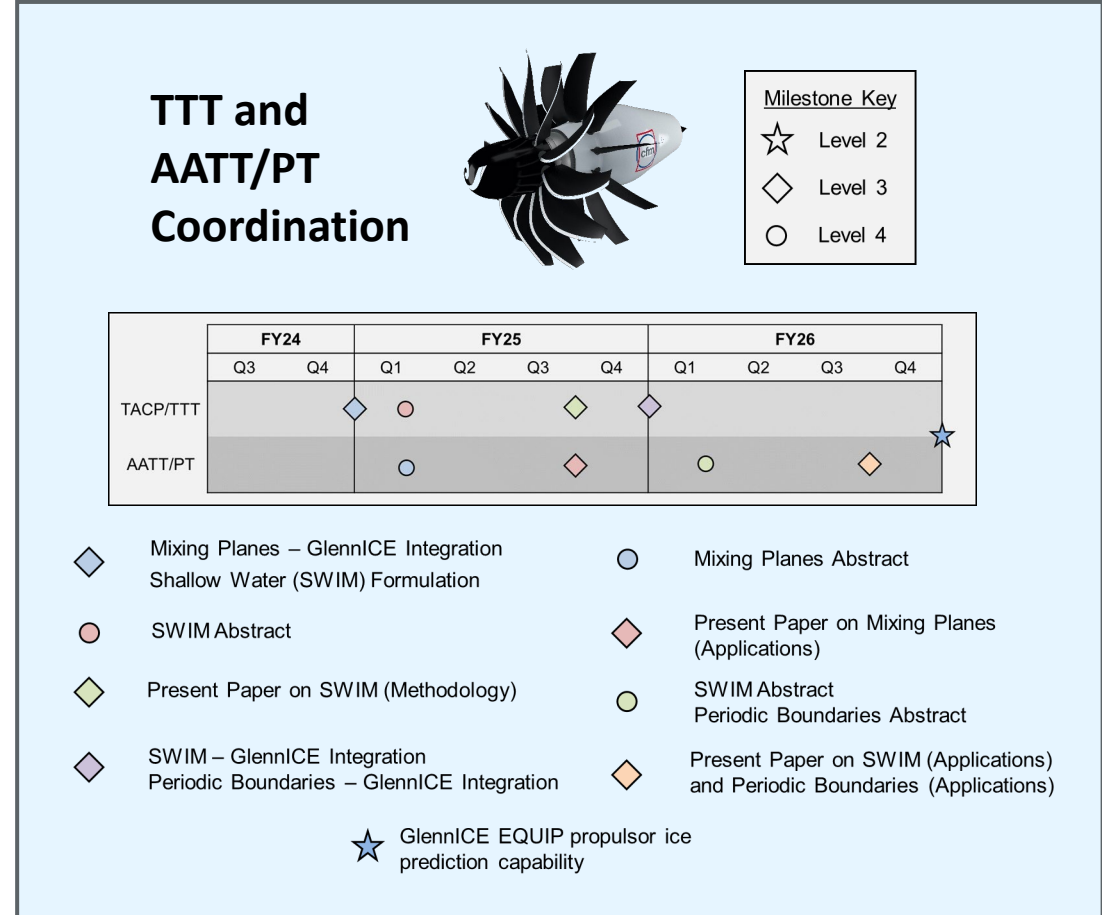 TTT and
AATT/PT
Coordination
cfm
Milestone Key
Level 2
Level 3
Level 4
FY24 FY25 FY26
Q3 Q4 Q1 Q2 Q3 Q4 Q1 Q2 Q3 Q4
TACP/TTT
AATT/PT
Mixing Planes – GlennICE Integration
Shallow Water (SWIM) Formulation
SWIM Abstract
Present Paper on SWIM (Methodology)
SWIM – GlennICE Integration
Periodic Boundaries – GlennICE Integration
Mixing Planes Abstract
Present Paper on Mixing Planes
(Applications)
SWIM Abstract
Periodic Boundaries Abstract
Present Paper on SWIM (Applications)
and Periodic Boundaries (Applications)
GlennICE EQUIP propulsor ice
prediction capability